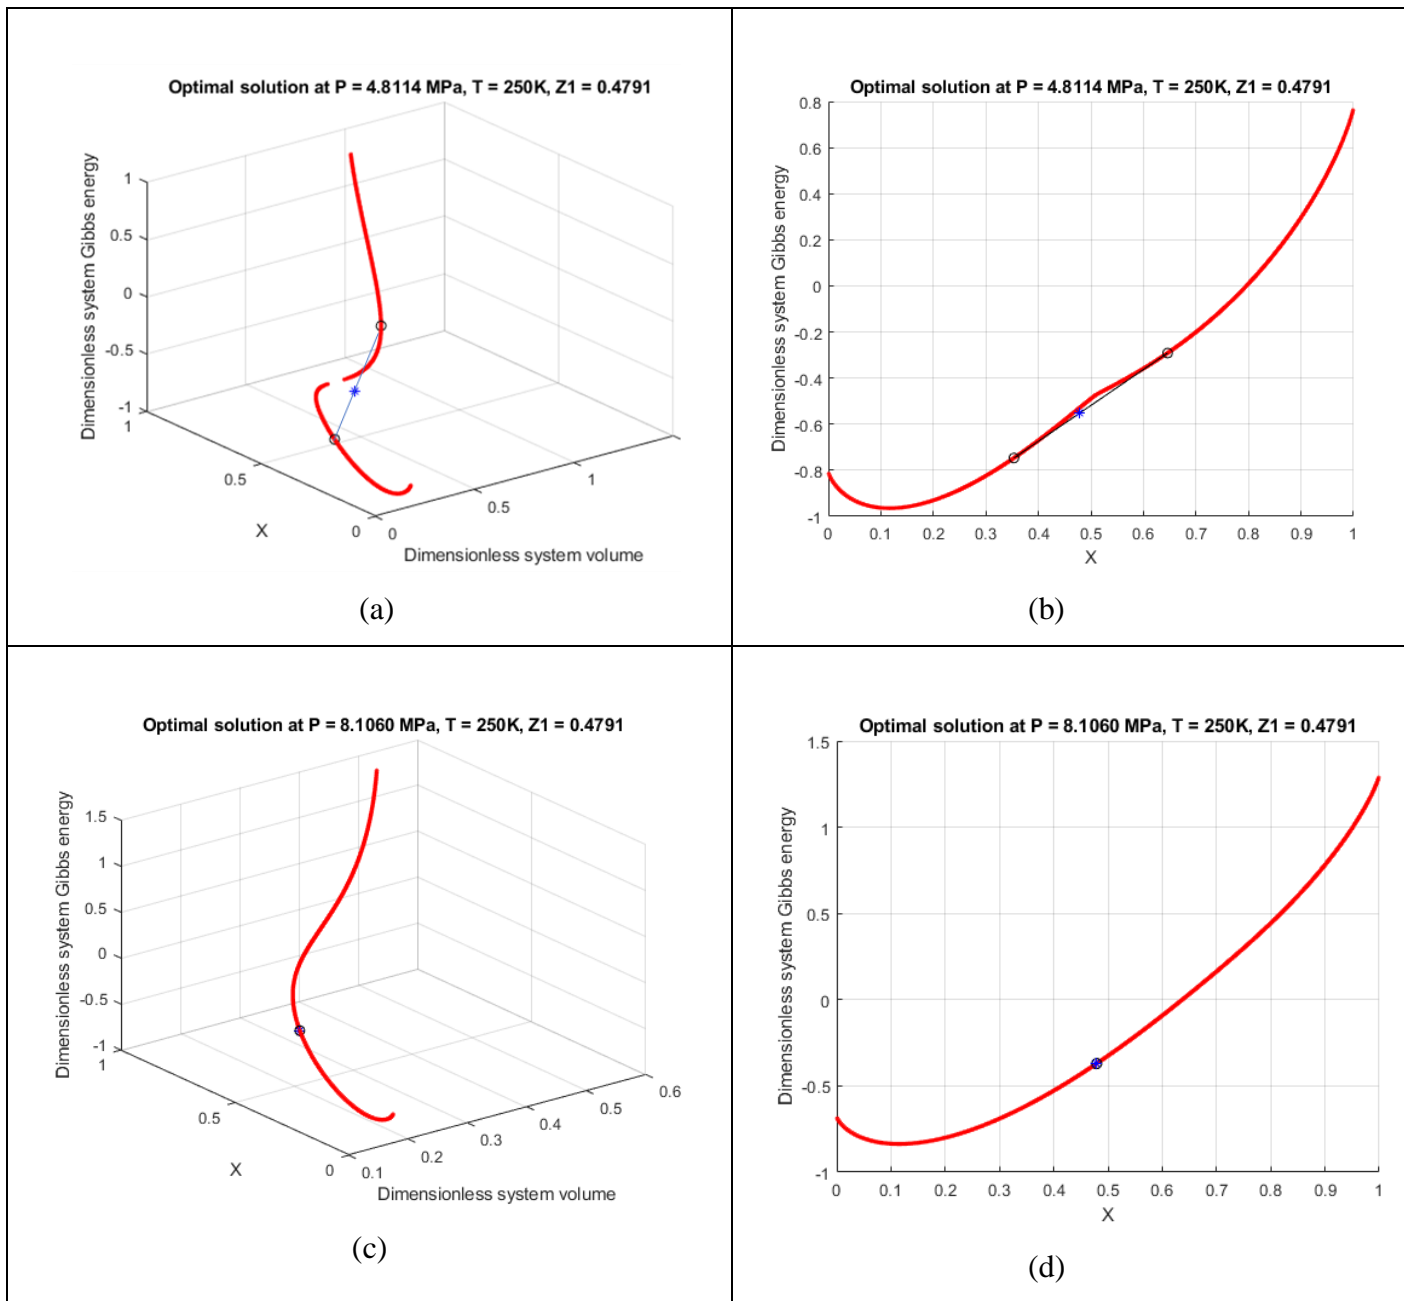 Optimal solution at P = 4.8114 MPa, T = 250K, Z1 = 0.4791
Dimensionless system Gibbs energy
1
0.5
0
-0.5
-1
1
0.5
0
X
0
0.5
1
Dimensionless system volume
(a)
Optimal solution at P = 4.8114 MPa, T = 250K, Z1 = 0.4791
Dimensionless system Gibbs energy
0.8
0.6
0.4
0.2
0
-0.2
-0.4
-0.6
-0.8
-1
0 0.1 0.2 0.3 0.4 0.5 0.6 0.7 0.8 0.9 1
X
(b)
Optimal solution at P = 8.1060 MPa, T = 250K, Z1 = 0.4791
Dimensionless system Gibbs energy
1.5
1
0.5
0
-0.5
-1
1
0.5
0
X
0.1
0.2
0.3
0.4
0.5
0.6
Dimensionless system volume
(c)
Optimal solution at P = 8.1060 MPa, T = 250K, Z1 = 0.4791
Dimensionless system Gibbs energy
1.5
1
0.5
0
-0.5
-1
0 0.1 0.2 0.3 0.4 0.5 0.6 0.7 0.8 0.9 1
X
(d)